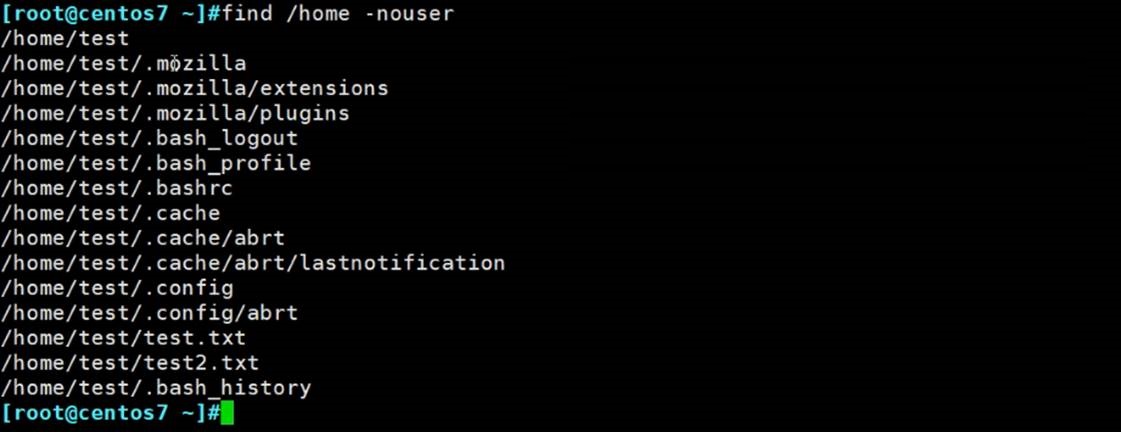 [root@centos7 ~]#find /home -nouser
/home/test
/home/test/.mozilla
/home/test/.mozilla/extensions
/home/test/.mozilla/plugins
/home/test/.bash_logout
/home/test/.bash_profile
/home/test/.bashrc
/home/test/.cache
/home/test/.cache/abrt
/home/test/.cache/abrt/lastnotification
/home/test/.config
/home/test/.config/abrt
/home/test/test.txt
/home/test/test2.txt
/home/test/.bash_history
[root@centos7 ~]#